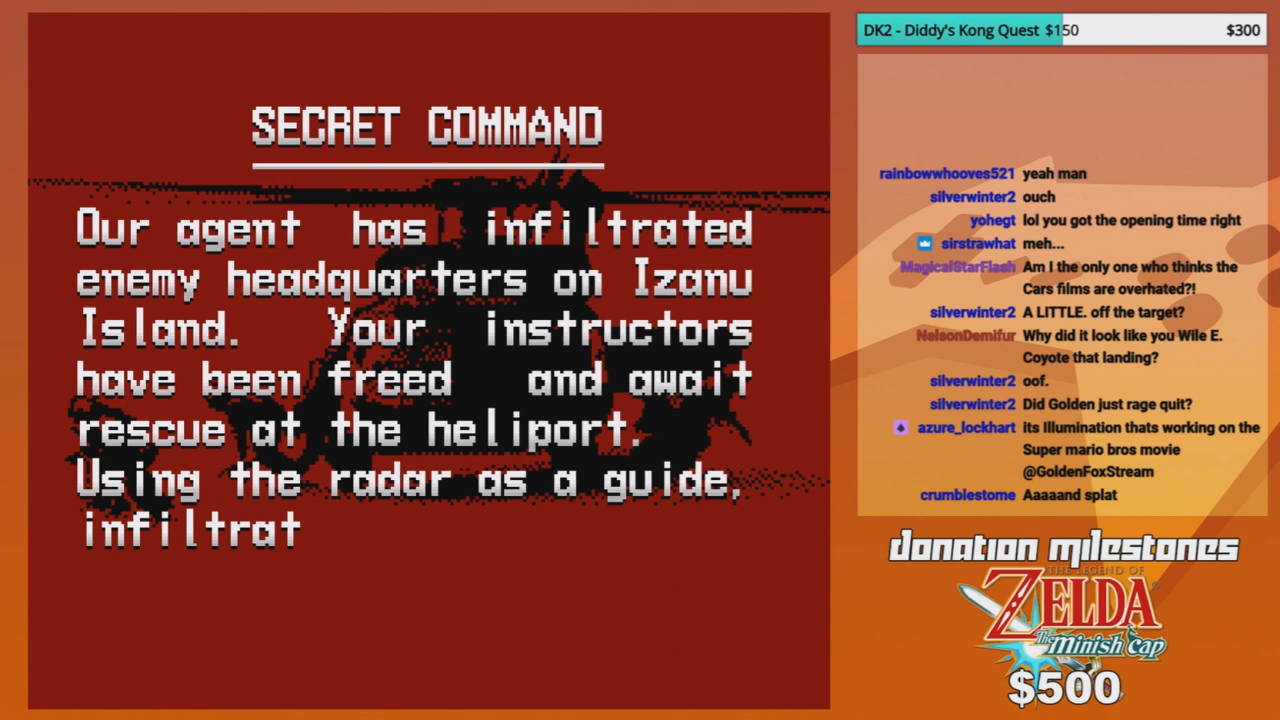 SECRET COMMAND
Our agent has infiltrated
enemy headquarters on Izanu
Island. Your instructors
have been freed and await
rescue at the heliport.
Using the radar as a guide,
infiltrat
DK2 - Diddy's Kong Quest $150 $300
rainbowwhooves521 yeah man
silverwinter2 ouch
yohegt lol you got the opening time right
sirstrawhat meh...
MagicalStarFlash Am I the only one who thinks the
Cars films are overhated?!
silverwinter2 A LITTLE. off the target?
NelsonDemifur Why did it look like you Wile E.
Coyote that landing?
silverwinter2 oof.
silverwinter2 Did Golden just rage quit?
azure_lockhart its Illumination thats working on the
Super mario bros movie
@GoldenFoxStream
crumblestome Aaaaand splat
DONATION MILESTONES
THE LEGEND OF
ZELDA
The Minish Cap
$500